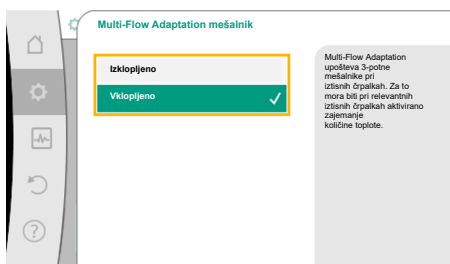 Multi-Flow Adaptation mešalnik
Izklopljeno
Vklopljeno
Multi-Flow Adaptation
upošteva 3-potne
mešalnike pri
iztisnih črpalkah. Za to
mora biti pri relevantnih
iztisnih črpalkah aktivirano
zajemanje
količine toplote.